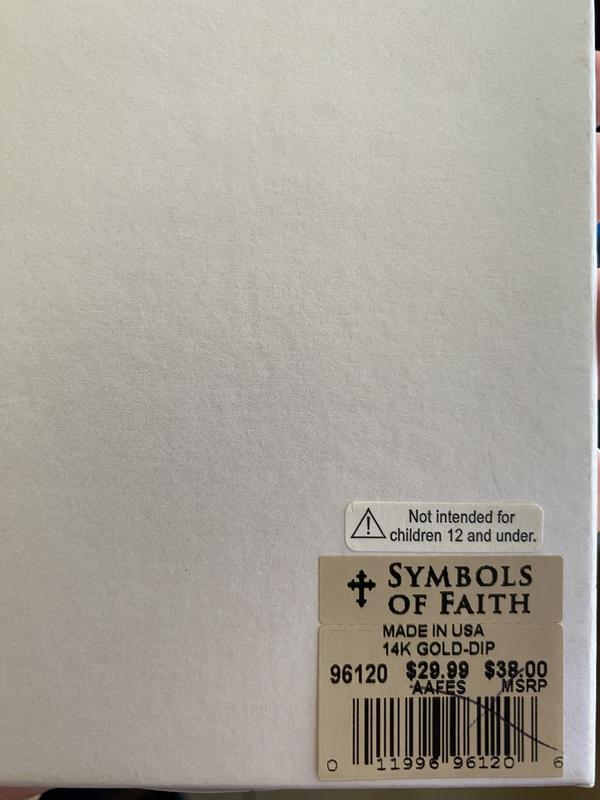 Not intended for
children 12 and under.
SYMBOLS
OF FAITH
MADE IN USA
14K GOLD-DIP
96120 $29.99 $38.00
AAFES MSRP
0 11996 96120 6